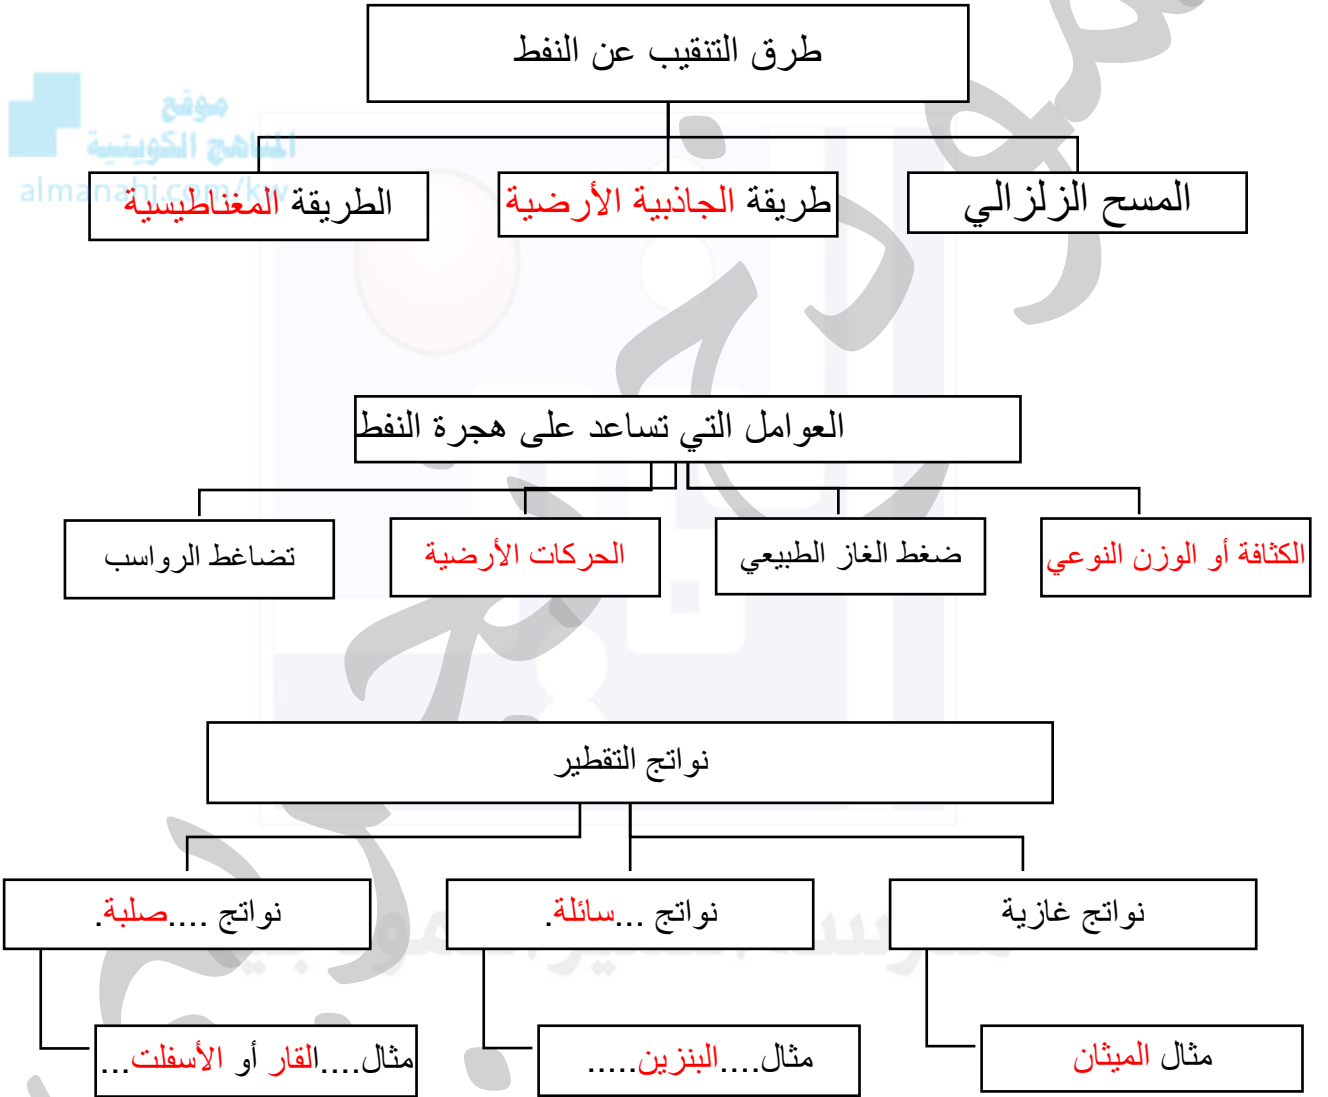 طرق التنقيب عن النفط
موقع
المناهج الكويتية
almanahj.com/kw
المسح الزلزالي
طريقة الجاذبية الأرضية
الطريقة المغناطيسية
العوامل التي تساعد على هجرة النفط
الكثافة أو الوزن النوعي
ضغط الغاز الطبيعي
الحركات الأرضية
تضاغط الرواسب
نواتج التقطير
نواتج غازية
نواتج ...سائلة.
نواتج ....صلبة.
مثال الميثان
مثال....البنزين.....
مثال....القار أو الأسفلت...